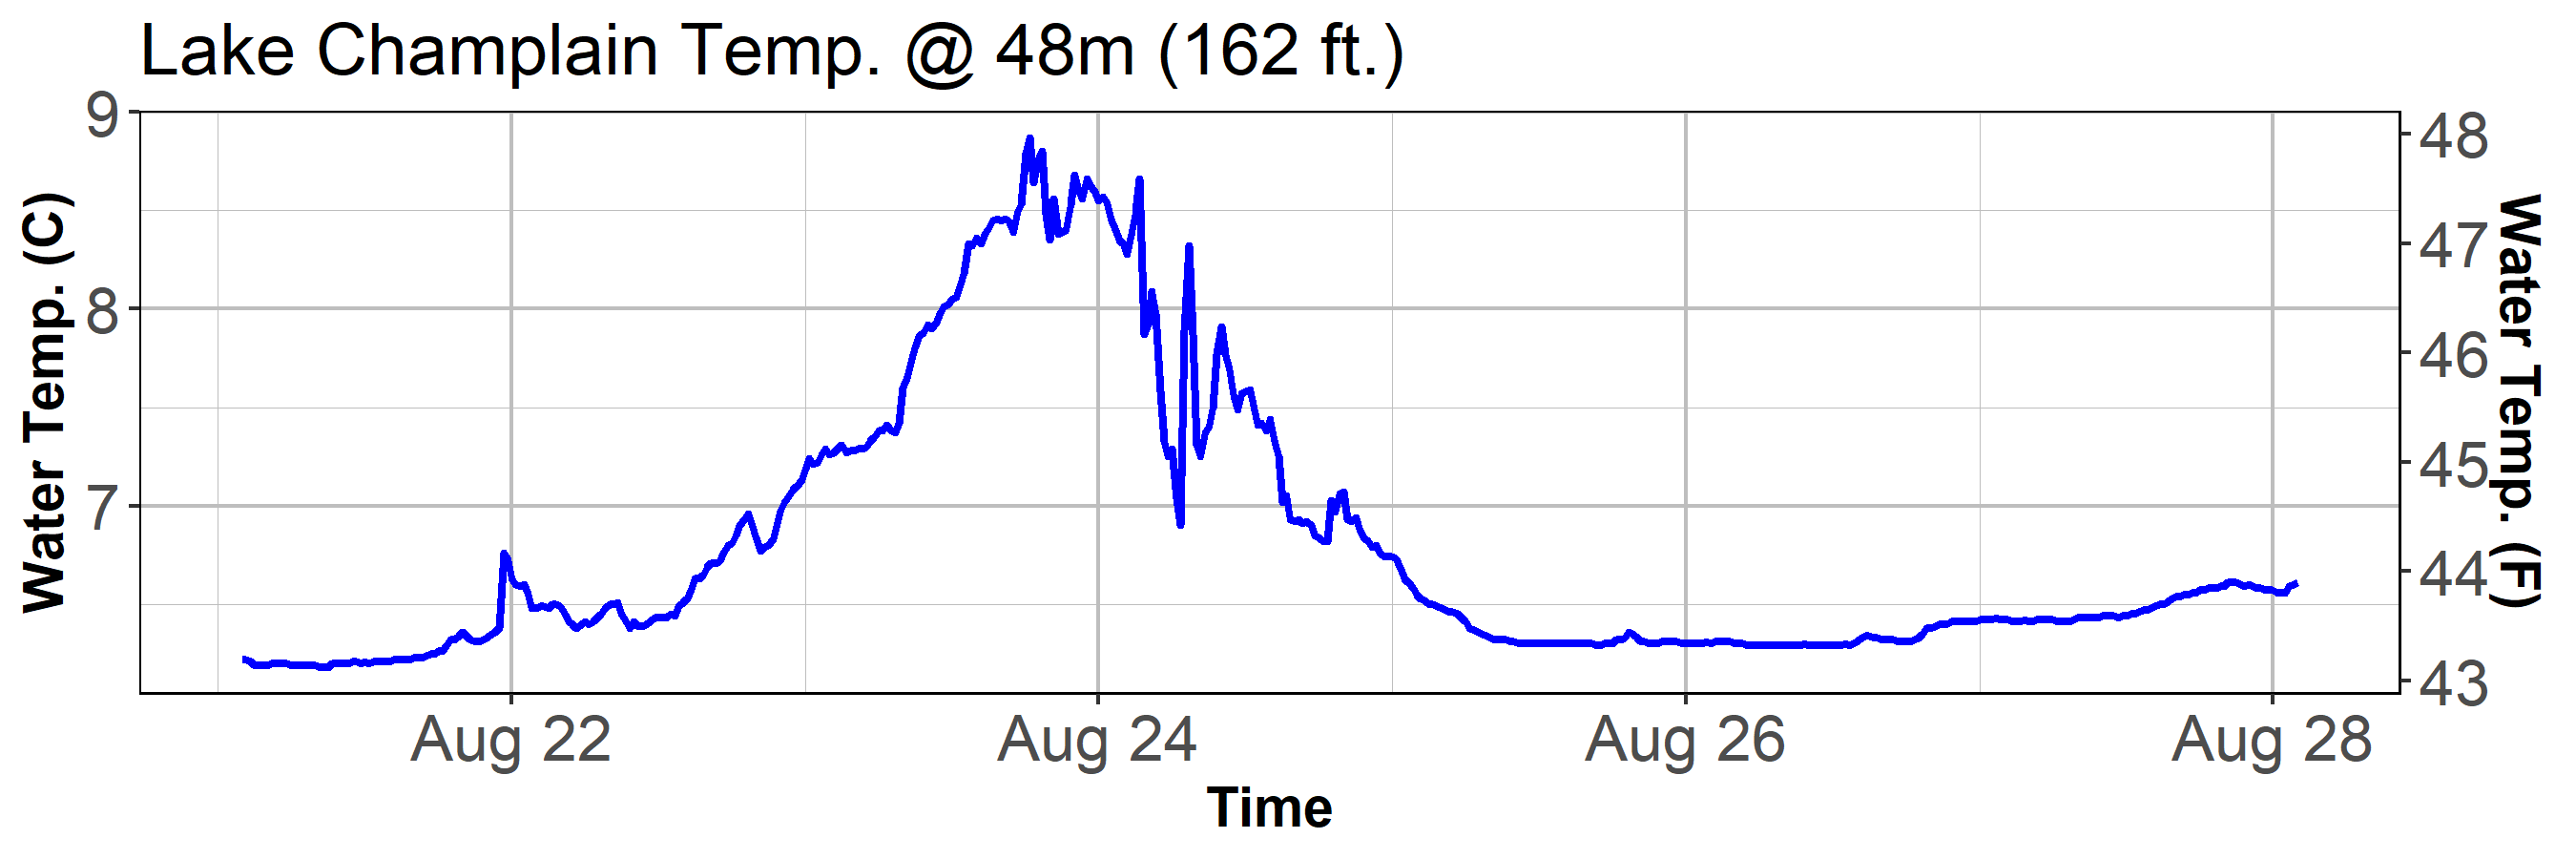 Lake Champlain Temp. @ 48m (162 ft.)
9
8
7
Water Temp. (C)
48
47
46
45
44
43
Water Temp. (F)
Aug 22 Aug 24 Aug 26 Aug 28
Time